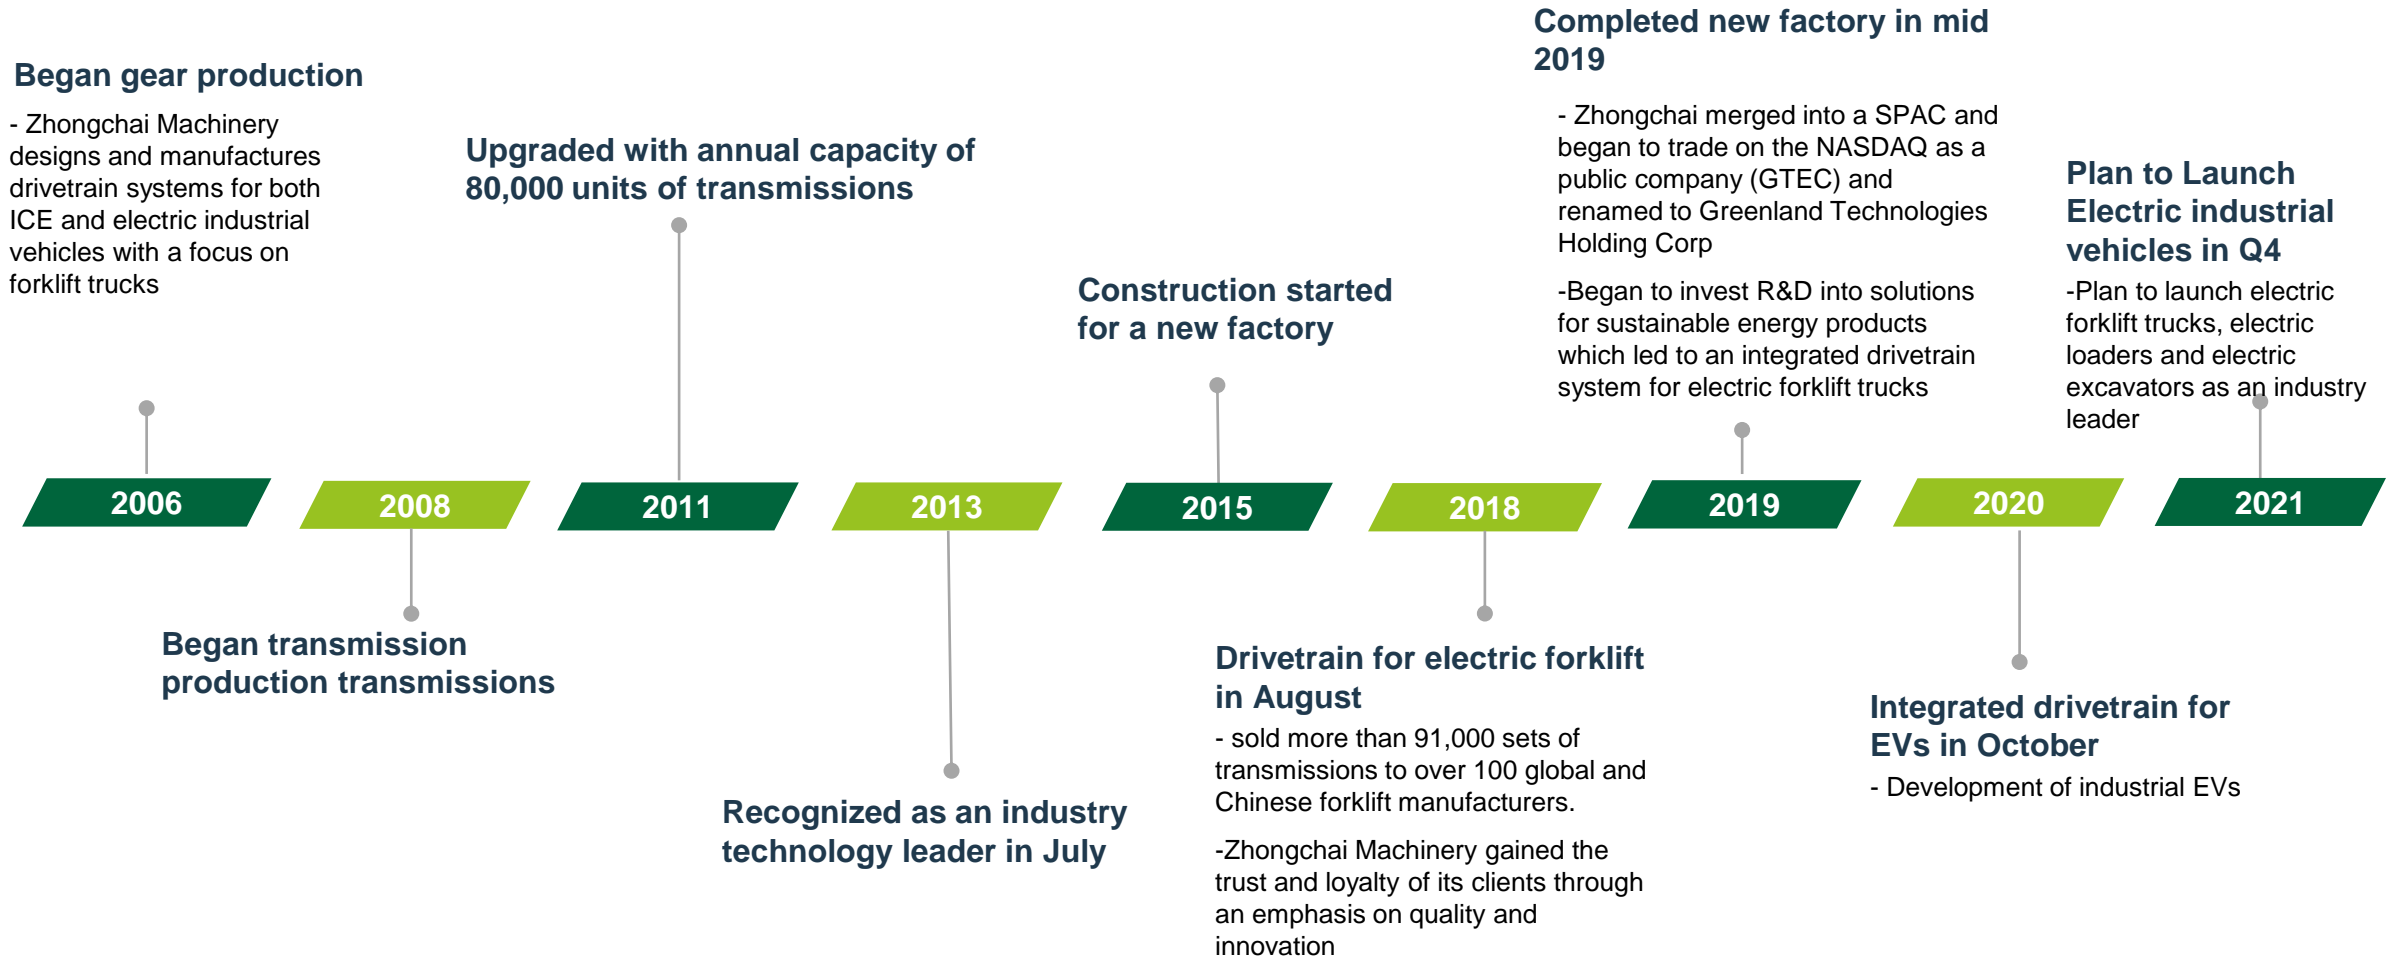 Began gear production
- Zhongchai Machinery
designs and manufactures
drivetrain systems for both
ICE and electric industrial
vehicles with a focus on
forklift trucks
2006
2008
Began transmission
production transmissions
Upgraded with annual capacity of
80,000 units of transmissions
2011
2013
Recognized as an industry
technology leader in July
Construction started
for a new factory
2015
2018
Drivetrain for electric forklift
in August
- sold more than 91,000 sets of
transmissions to over 100 global and
Chinese forklift manufacturers.
-Zhongchai Machinery gained the
trust and loyalty of its clients through
an emphasis on quality and
innovation
Completed new factory in mid
2019
- Zhongchai merged into a SPAC and
began to trade on the NASDAQ as a
public company (GTEC) and
renamed to Greenland Technologies
Holding Corp
-Began to invest R&D into solutions
for sustainable energy products
which led to an integrated drivetrain
system for electric forklift trucks
2019
2020
Integrated drivetrain for
EVs in October
- Development of industrial EVs
Plan to Launch
Electric industrial
vehicles in Q4
-Plan to launch electric
forklift trucks, electric
loaders and electric
excavators as an industry
leader
2021